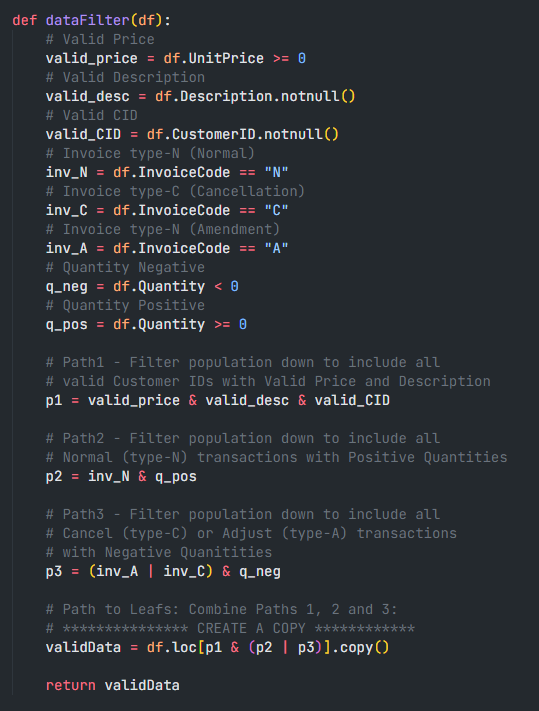 def dataFilter(df):
    # Valid Price
    valid_price = df.UnitPrice >= 0
    # Valid Description
    valid_desc = df.Description.notnull()
    # Valid CID
    valid_CID = df.CustomerID.notnull()
    # Invoice type-N (Normal)
    inv_N = df.InvoiceCode == "N"
    # Invoice type-C (Cancellation)
    inv_C = df.InvoiceCode == "C"
    # Invoice type-N (Amendment)
    inv_A = df.InvoiceCode == "A"
    # Quantity Negative
    q_neg = df.Quantity < 0
    # Quantity Positive
    q_pos = df.Quantity >= 0

    # Path1 - Filter population down to include all
    # valid Customer IDs with Valid Price and Description
    p1 = valid_price & valid_desc & valid_CID

    # Path2 - Filter population down to include all
    # Normal (type-N) transactions with Positive Quantities
    p2 = inv_N & q_pos

    # Path3 - Filter population down to include all
    # Cancel (type-C) or Adjust (type-A) transactions
    # with Negative Quanitities
    p3 = (inv_A | inv_C) & q_neg

    # Path to Leafs: Combine Paths 1, 2 and 3:
    # *************** CREATE A COPY ************
    validData = df.loc[p1 & (p2 | p3)].copy()

    return validData